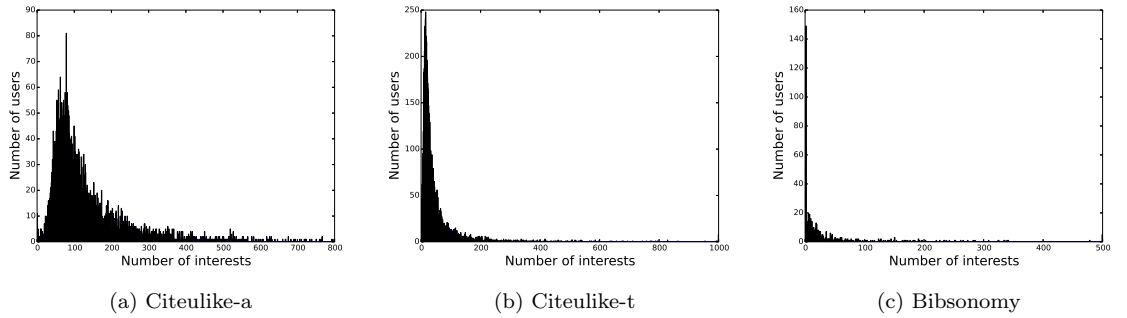 90
80
70
60
50
40
30
20
10
0
Number of users
0 100 200 300 400 500 600 700 800
Number of interests
(a) Citeulike-a
250
200
150
100
50
0
Number of users
0 200 400 600 800 1000
Number of interests
(b) Citeulike-t
160
140
120
100
80
60
40
20
0
Number of users
0 100 200 300 400 500
Number of interests
(c) Bibsonomy